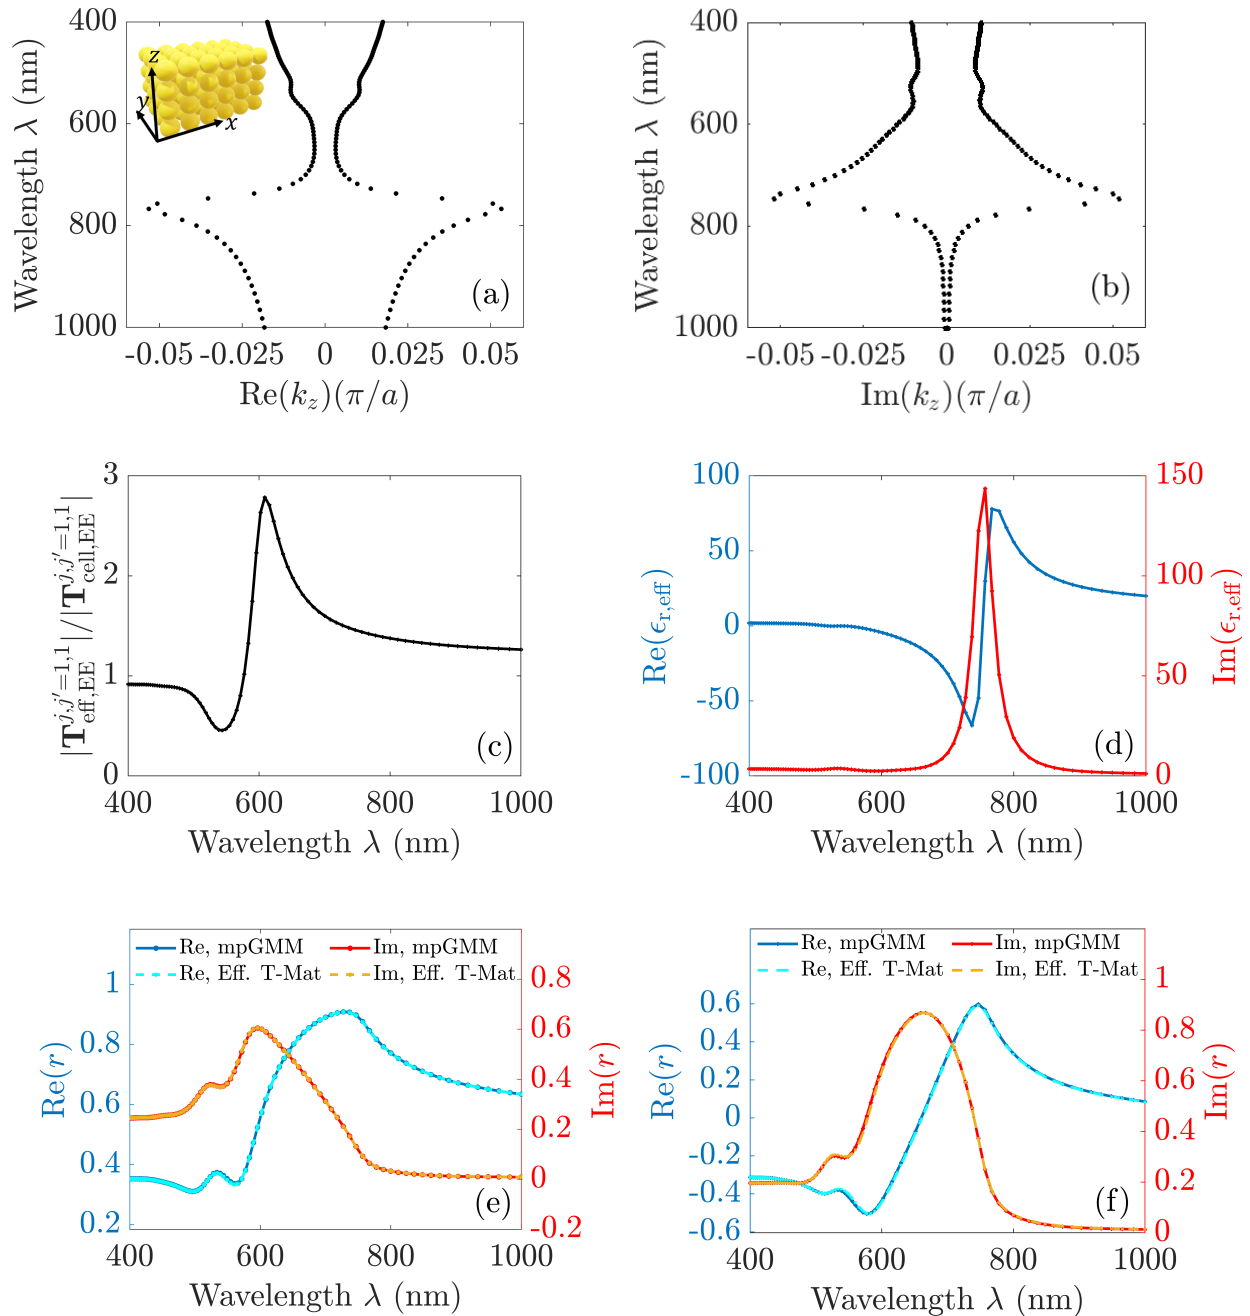 400
600
800
1000
Wavelength λ (nm)
z
y
x
(a)
-0.05 -0.025 0 0.025 0.05
Re(k_z)(π/a)
400
600
800
1000
Wavelength λ (nm)
(b)
-0.05 -0.025 0 0.025 0.05
Im(k_z)(π/a)
3
2
1
0
|T^{j,j'=1,1}_{eff,EE}|/|T^{j,j'=1,1}_{cell,EE}|
(c)
400 600 800 1000
Wavelength λ (nm)
100
50
0
-50
-100
Re(ϵ_{r,eff})
150
100
50
0
Im(ϵ_{r,eff})
(d)
400 600 800 1000
Wavelength λ (nm)
Re, mpGMM Im, mpGMM
Re, Eff. T-Mat Im, Eff. T-Mat
1
0.8
0.6
0.4
0.2
Re(r)
0.8
0.6
0.4
0.2
0
-0.2
Im(r)
(e)
400 600 800 1000
Wavelength λ (nm)
Re, mpGMM Im, mpGMM
Re, Eff. T-Mat Im, Eff. T-Mat
0.6
0.4
0.2
0
-0.2
-0.4
-0.6
Re(r)
1
0.8
0.6
0.4
0.2
0
Im(r)
(f)
400 600 800 1000
Wavelength λ (nm)